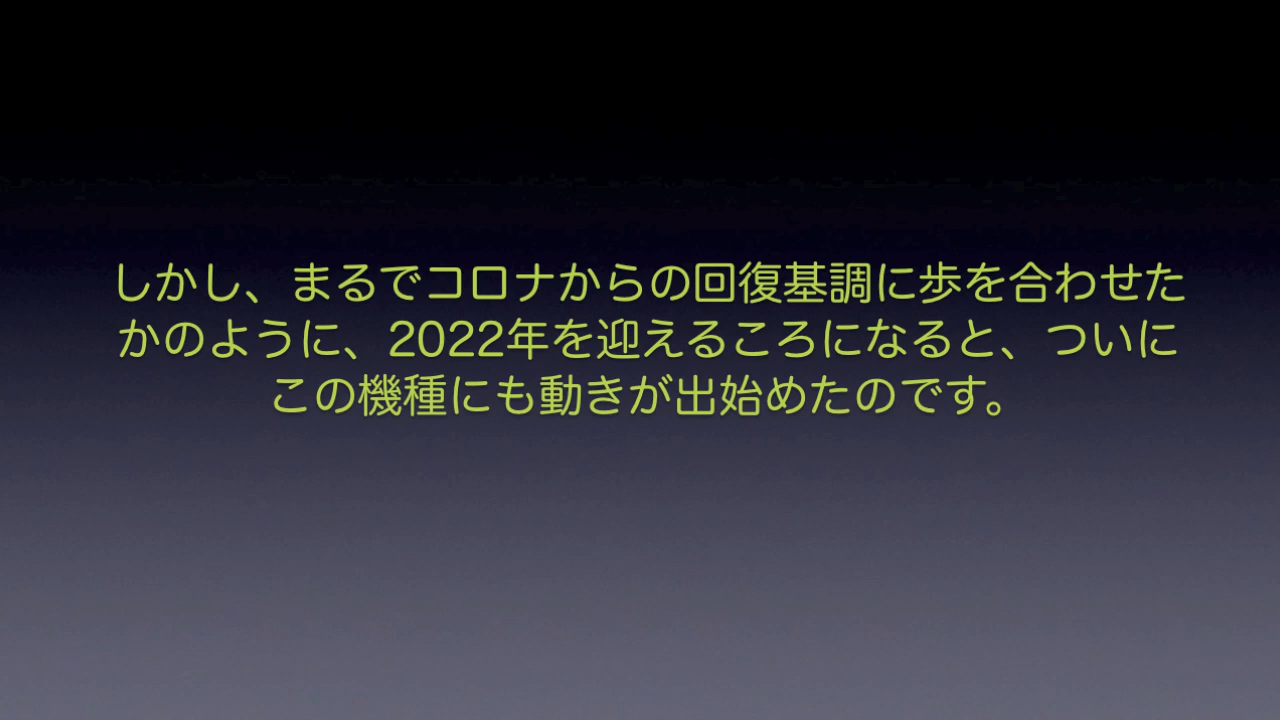 しかし、まるでコロナからの回復基調に歩を合わせた
かのように、2022年を迎えるころになると、ついに
この機種にも動きが出始めたのです。